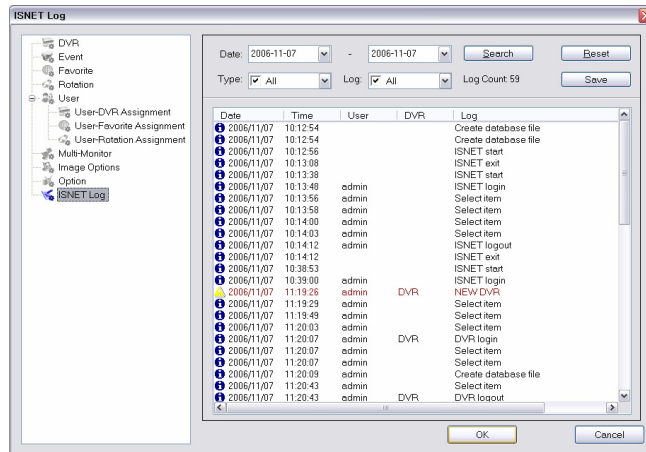 ISNET Log
DVR
Event
Favorite
Rotation
User
User-DVR Assignment
User-Favorite Assignment
User-Rotation Assignment
Multi-Monitor
Image Options
Option
ISNET Log
Date: 2006-11-07 - 2006-11-07 Search Reset
Type: All Log: All Log Count: 59 Save
Date Time User DVR Log
2006/11/07 10:12:54 Create database file
2006/11/07 10:12:54 Create database file
2006/11/07 10:12:56 ISNET start
2006/11/07 10:13:08 ISNET exit
2006/11/07 10:13:38 ISNET start
2006/11/07 10:13:48 admin ISNET login
2006/11/07 10:13:56 admin Select item
2006/11/07 10:13:58 admin Select item
2006/11/07 10:14:00 admin Select item
2006/11/07 10:14:03 admin Select item
2006/11/07 10:14:12 admin ISNET logout
2006/11/07 10:14:12 ISNET exit
2006/11/07 10:38:53 ISNET start
2006/11/07 10:39:00 admin ISNET login
2006/11/07 11:19:26 admin DVR NEW DVR
2006/11/07 11:19:29 admin Select item
2006/11/07 11:19:49 admin Select item
2006/11/07 11:20:03 admin Select item
2006/11/07 11:20:07 admin DVR DVR login
2006/11/07 11:20:07 admin Select item
2006/11/07 11:20:07 admin Select item
2006/11/07 11:20:09 Create database file
2006/11/07 11:20:43 admin Select item
2006/11/07 11:20:43 admin DVR DVR logout
OK Cancel